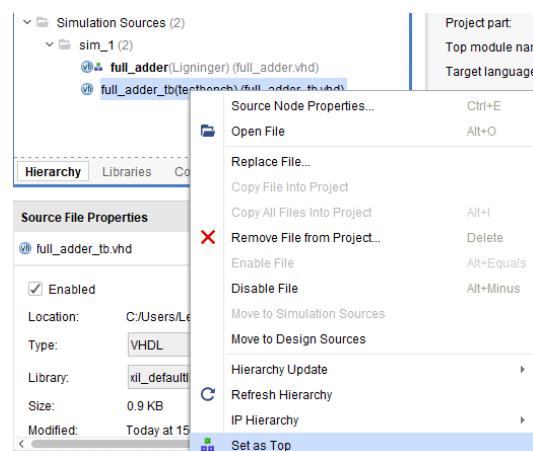 Simulation Sources (2)
sim_1 (2)
full_adder(Ligninger) (full_adder.vhd)
full_adder_tb(testbench) (full_adder_tb.vhd)
Hierarchy Libraries Co
Source File Properties
full_adder_tb.vhd
Enabled
Location: C:/Users/Le
Type: VHDL
Library: xil_defaultl
Size: 0.9 KB
Modified: Today at 15
Project part:
Top module nar
Target language
Source Node Properties... Ctrl+E
Open File Alt+O
Replace File...
Copy File Into Project
Copy All Files Into Project Alt+I
Remove File from Project... Delete
Enable File Alt+Equals
Disable File Alt+Minus
Move to Simulation Sources
Move to Design Sources
Hierarchy Update
Refresh Hierarchy
IP Hierarchy
Set as Top